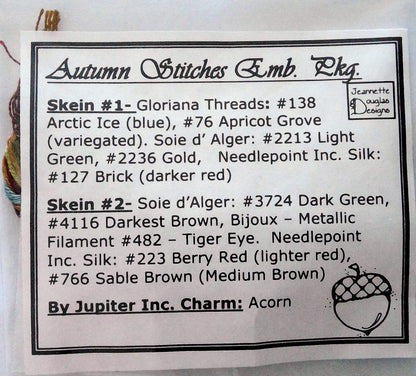 Autumn Stitches Emb. Pkg.
Jeannette
Douglas
Designs
Skein #1- Gloriana Threads: #138
Arctic Ice (blue), #76 Apricot Grove
(variegated). Soie d’ Alger: #2213 Light
Green, #2236 Gold, Needlepoint Inc. Silk:
#127 Brick (darker red)
Skein #2- Soie d’Alger: #3724 Dark Green,
#4116 Darkest Brown, Bijoux – Metallic
Filament #482 – Tiger Eye. Needlepoint
Inc. Silk: #223 Berry Red (lighter red),
#766 Sable Brown (Medium Brown)
By Jupiter Inc. Charm: Acorn